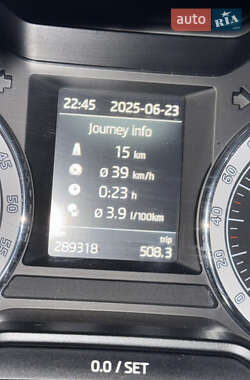 auto RIA
22:45 2025-06-23
Journey info
15 km
ø 39 km/h
0:23 h
ø 3.9 l/100km
trip
289318 508.3
0.0 / SET